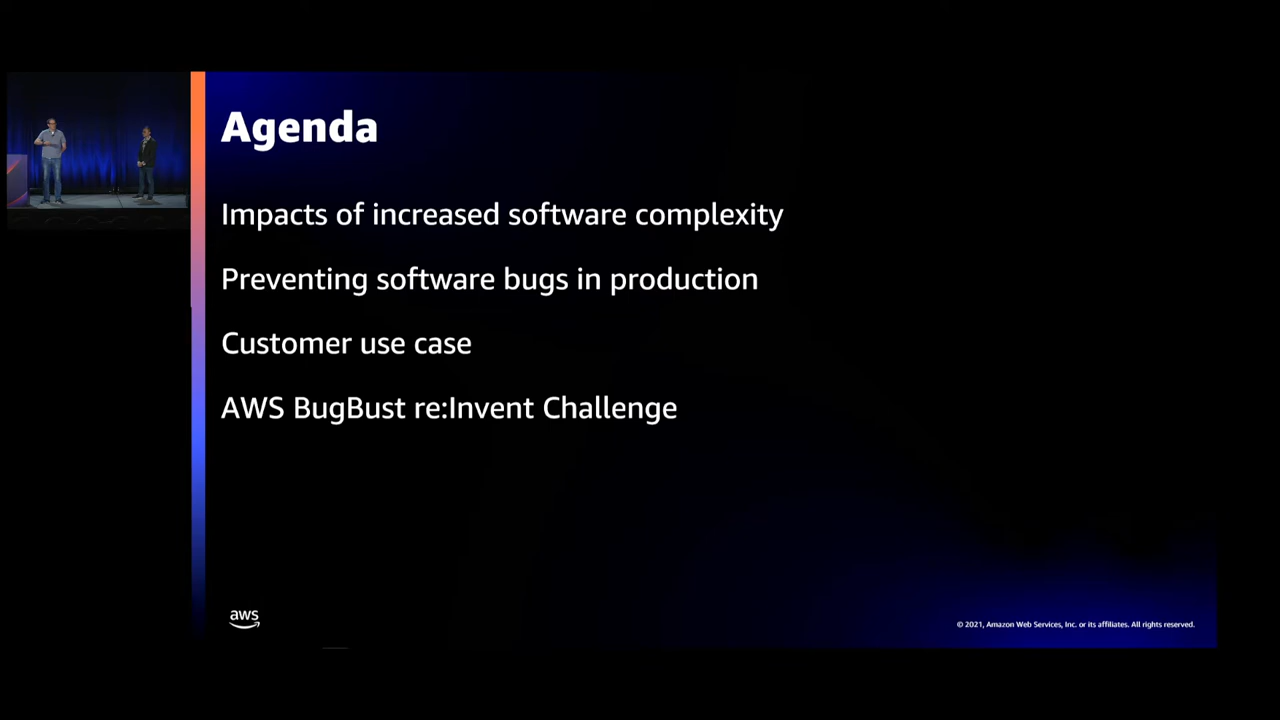 Agenda
Impacts of increased software complexity
Preventing software bugs in production
Customer use case
AWS BugBust re:Invent Challenge
aws
© 2021, Amazon Web Services, Inc. or its affiliates. All rights reserved.